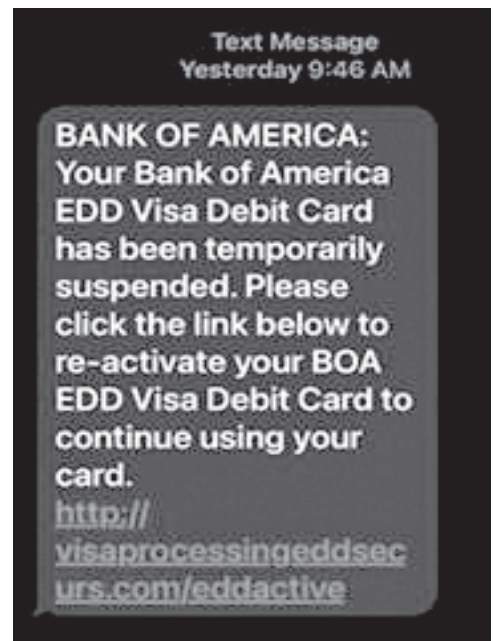 Text Message
Yesterday 9:46 AM
BANK OF AMERICA:
Your Bank of America
EDD Visa Debit Card
has been temporarily
suspended. Please
click the link below to
re-activate your BOA
EDD Visa Debit Card to
continue using your
card.
http://
visaprocessingeddsec
urs.com/eddactive